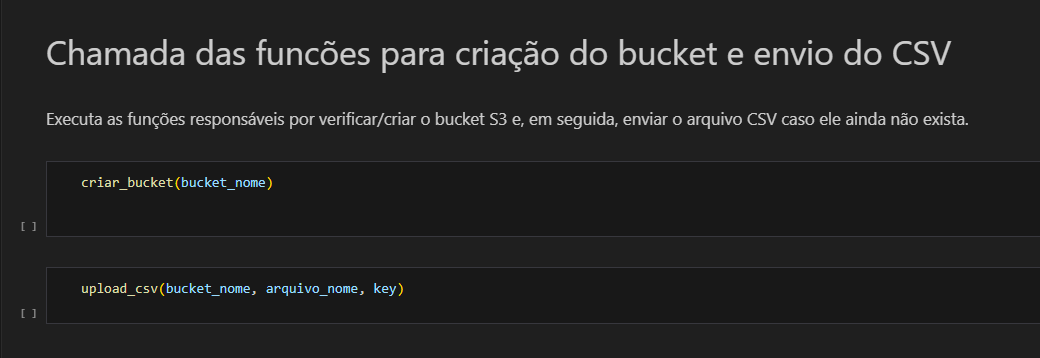 Chamada das funcões para criação do bucket e envio do CSV
Executa as funções responsáveis por verificar/criar o bucket S3 e, em seguida, enviar o arquivo CSV caso ele ainda não exista.
criar_bucket(bucket_nome)
[ ]
upload_csv(bucket_nome, arquivo_nome, key)
[ ]